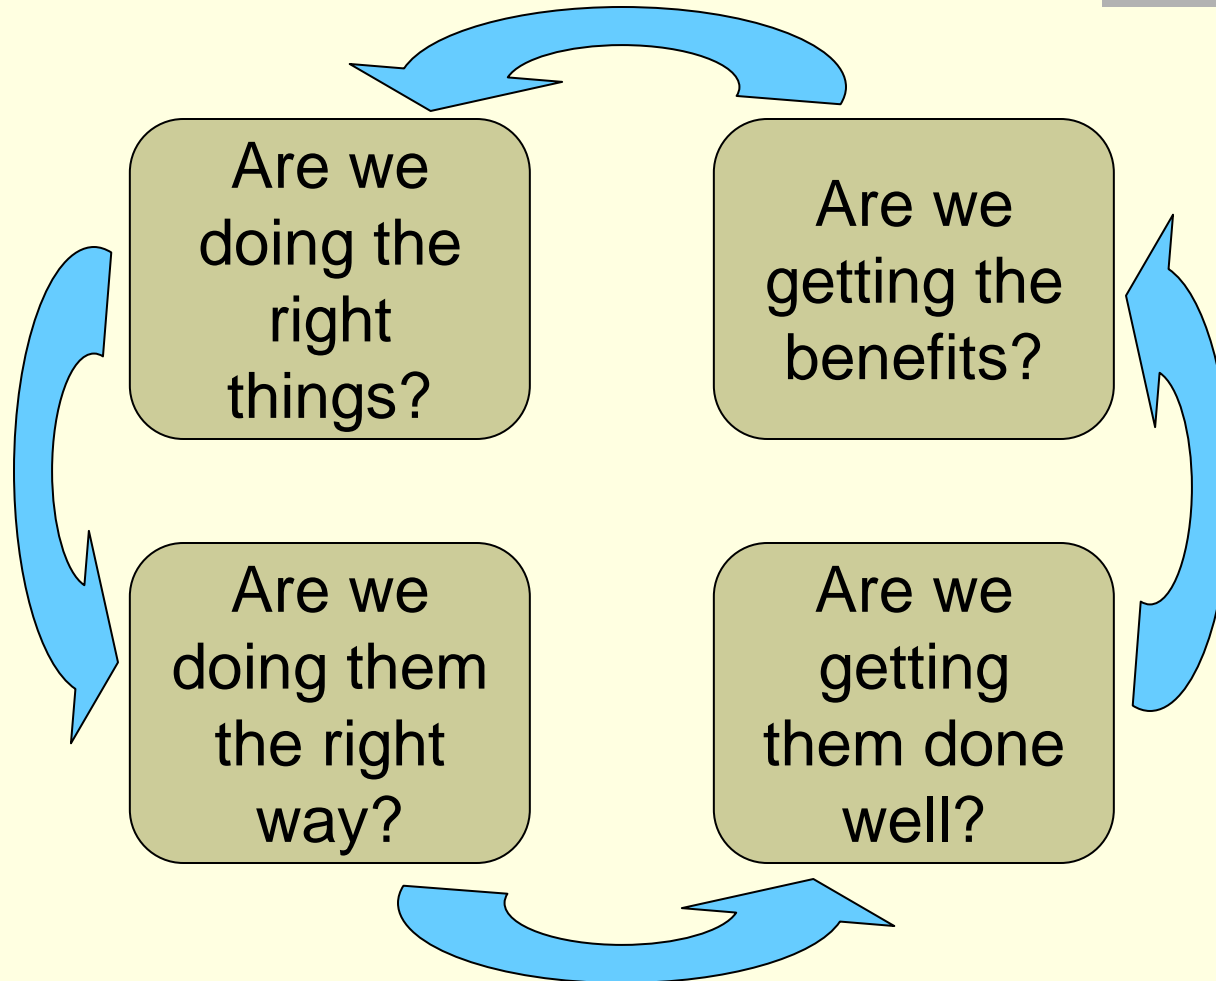 Are we
doing the
right
things?
Are we
getting the
benefits?
Are we
doing them
the right
way?
Are we
getting
them done
well?